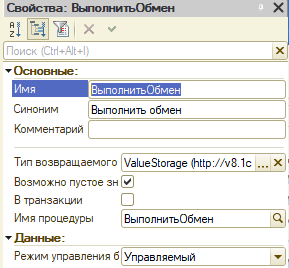 Свойства: ВыполнитьОбмен
Поиск (Ctrl+Alt+I)
Основные:
Имя ВыполнитьОбмен
Синоним Выполнить обмен
Комментарий
Тип возвращаемого ValueStorage (http://v8.1c ...
Возможно пустое зн
В транзакции
Имя процедуры ВыполнитьОбмен
Данные:
Режим управления б Управляемый